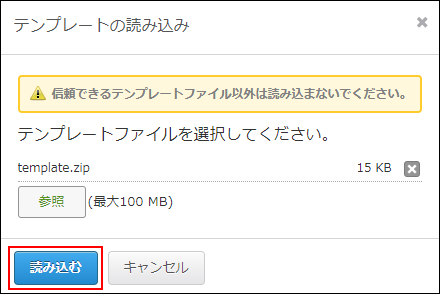 テンプレートの読み込み
信頼できるテンプレートファイル以外は読み込まないでください。
テンプレートファイルを選択してください。
template.zip 15 KB
参照 (最大100 MB)
読み込む キャンセル